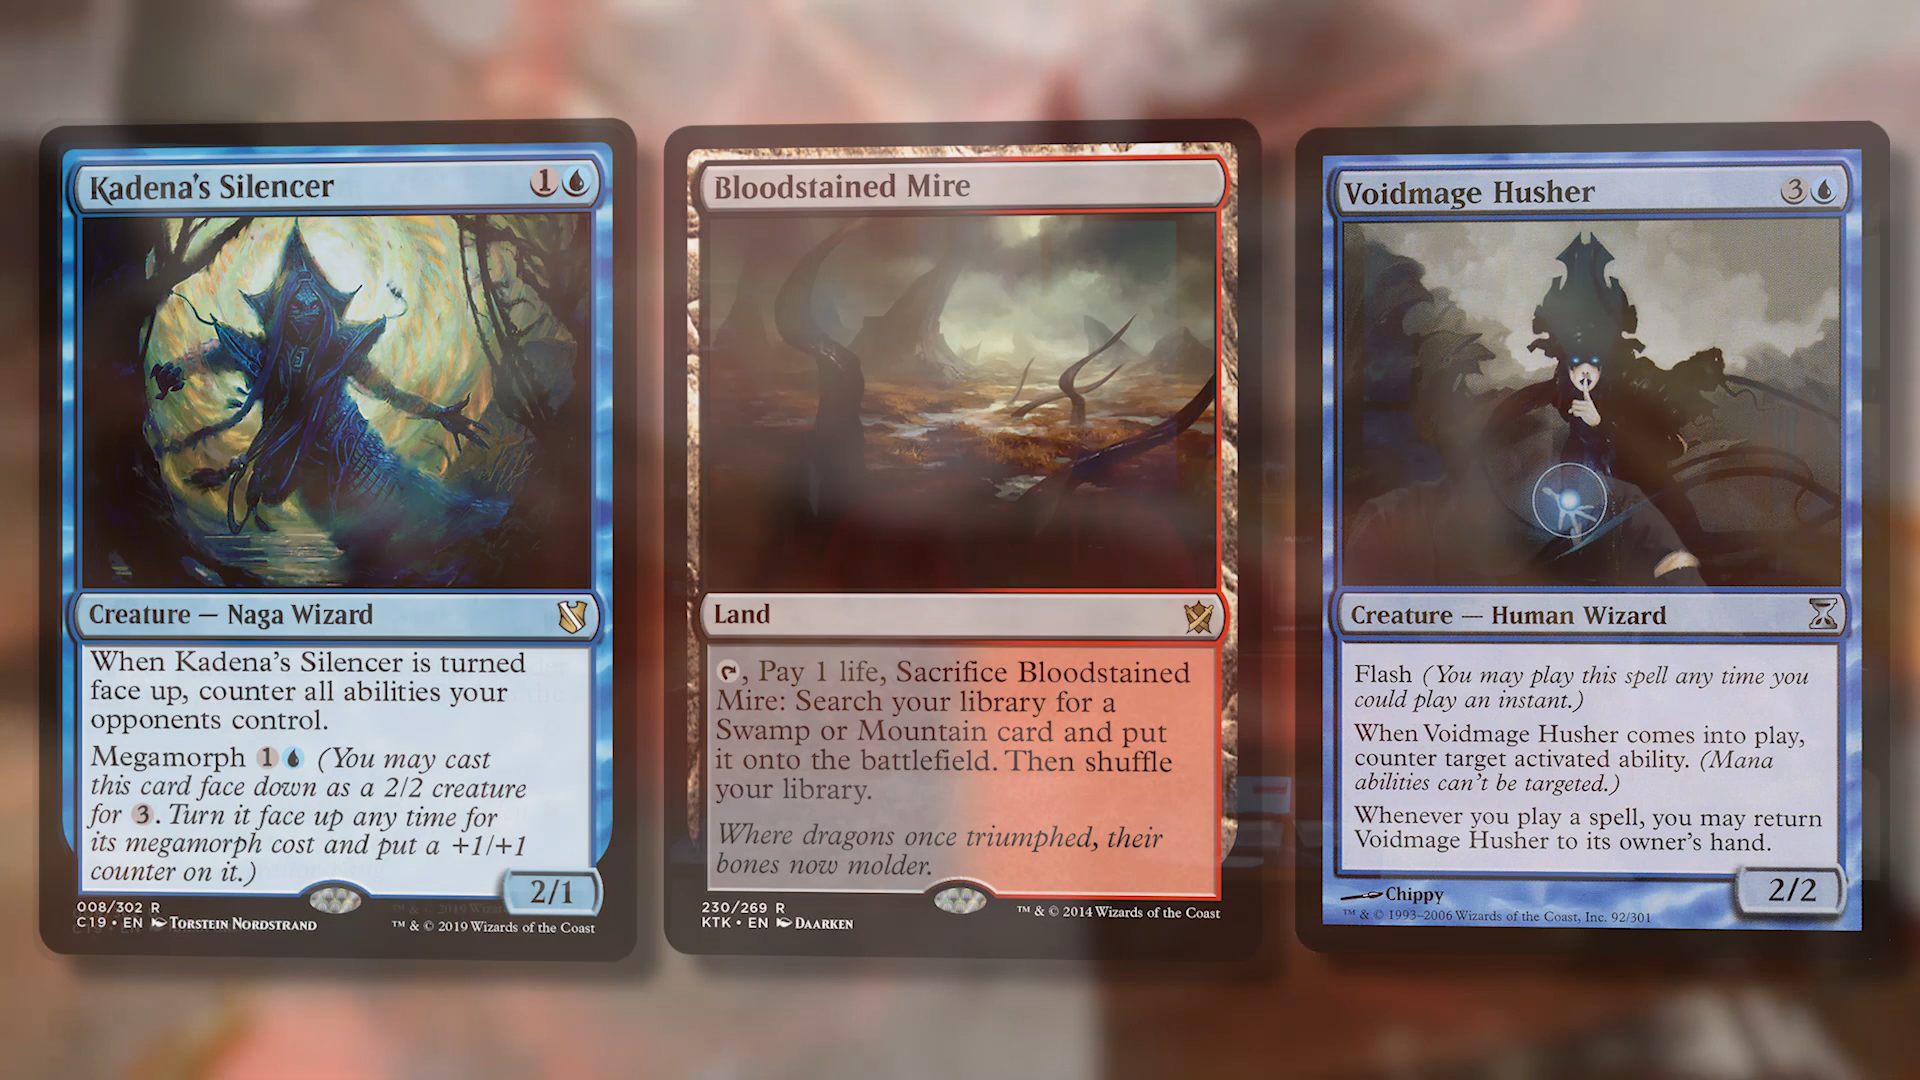 Kadena's Silencer 1
Creature — Naga Wizard
When Kadena's Silencer is turned
face up, counter all abilities your
opponents control.
Megamorph 1 (You may cast
this card face down as a 2/2 creature
for 3. Turn it face up any time for
its megamorph cost and put a +1/+1
counter on it.)
2/1
008/302 R
C19 • EN Torstein Nordstrand
™ & © 2019 Wizards of the Coast
Bloodstained Mire
Land
, Pay 1 life, Sacrifice Bloodstained
Mire: Search your library for a
Swamp or Mountain card and put
it onto the battlefield. Then shuffle
your library.
Where dragons once triumphed, their
bones now molder.
230/269 R
KTK • EN Daarken
™ & © 2014 Wizards of the Coast
Voidmage Husher 3
Creature — Human Wizard
Flash (You may play this spell any time you
could play an instant.)
When Voidmage Husher comes into play,
counter target activated ability. (Mana
abilities can't be targeted.)
Whenever you play a spell, you may return
Voidmage Husher to its owner's hand.
2/2
Chippy
™ & © 1993–2006 Wizards of the Coast, Inc. 92/301